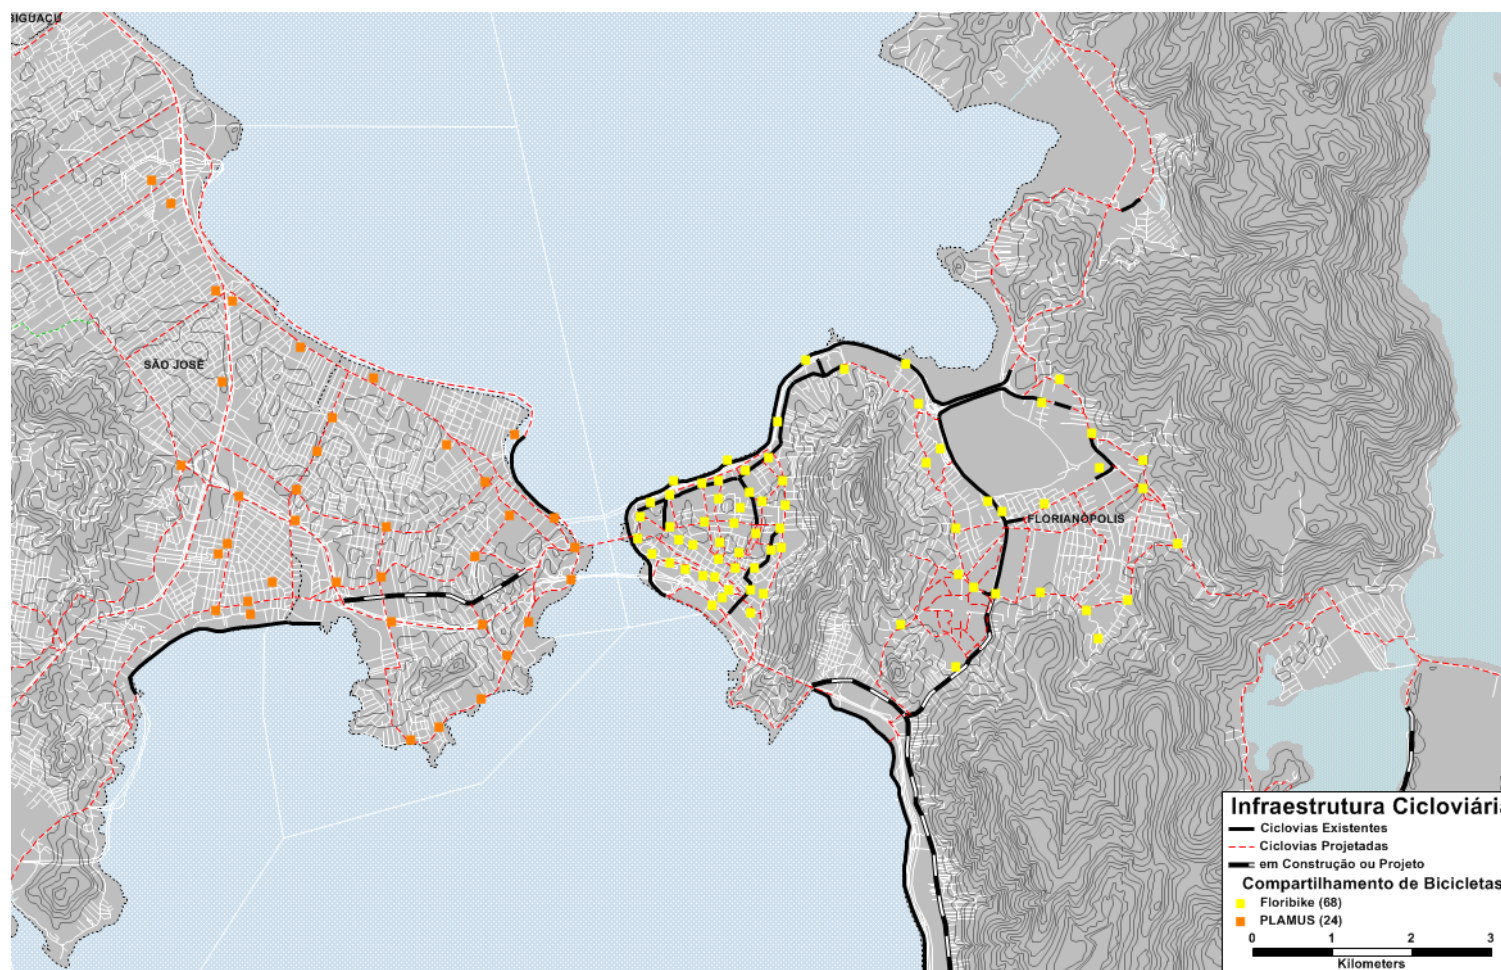 BIGUAÇU
SÃO JOSÉ
FLORIANÓPOLIS
Infraestrutura Cicloviári
Ciclovias Existentes
Ciclovias Projetadas
em Construção ou Projeto
Compartilhamento de Bicicletas
Floribike (68)
PLAMUS (24)
0 1 2 3
Kilometers